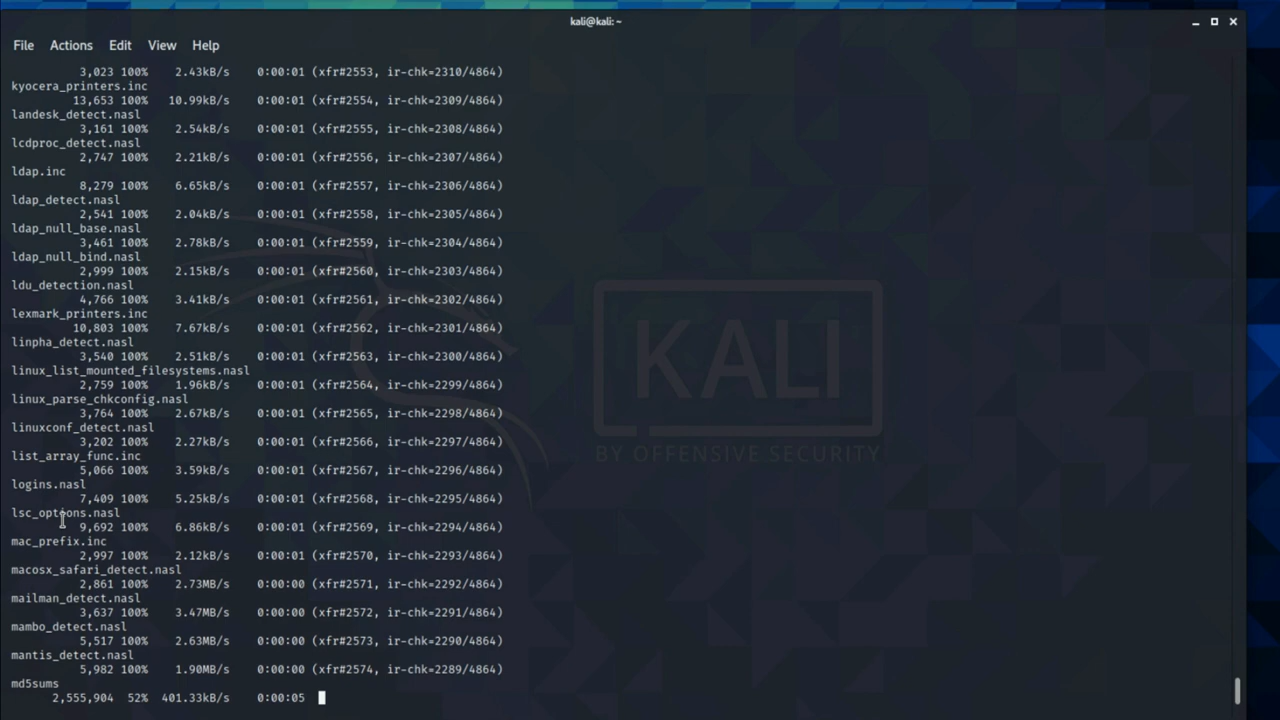 kali@kali: ~
File Actions Edit View Help
3,023 100% 2.43kB/s 0:00:01 (xfr#2553, ir-chk=2310/4864)
kyocera_printers.inc
13,653 100% 10.99kB/s 0:00:01 (xfr#2554, ir-chk=2309/4864)
landesk_detect.nasl
3,161 100% 2.54kB/s 0:00:01 (xfr#2555, ir-chk=2308/4864)
lcdproc_detect.nasl
2,747 100% 2.21kB/s 0:00:01 (xfr#2556, ir-chk=2307/4864)
ldap.inc
8,279 100% 6.65kB/s 0:00:01 (xfr#2557, ir-chk=2306/4864)
ldap_detect.nasl
2,541 100% 2.04kB/s 0:00:01 (xfr#2558, ir-chk=2305/4864)
ldap_null_base.nasl
3,461 100% 2.78kB/s 0:00:01 (xfr#2559, ir-chk=2304/4864)
ldap_null_bind.nasl
2,999 100% 2.15kB/s 0:00:01 (xfr#2560, ir-chk=2303/4864)
ldu_detection.nasl
4,766 100% 3.41kB/s 0:00:01 (xfr#2561, ir-chk=2302/4864)
lexmark_printers.inc
10,803 100% 7.67kB/s 0:00:01 (xfr#2562, ir-chk=2301/4864)
linpha_detect.nasl
3,540 100% 2.51kB/s 0:00:01 (xfr#2563, ir-chk=2300/4864)
linux_list_mounted_filesystems.nasl
2,759 100% 1.96kB/s 0:00:01 (xfr#2564, ir-chk=2299/4864)
linux_parse_chkconfig.nasl
3,764 100% 2.67kB/s 0:00:01 (xfr#2565, ir-chk=2298/4864)
linuxconf_detect.nasl
3,202 100% 2.27kB/s 0:00:01 (xfr#2566, ir-chk=2297/4864)
list_array_func.inc
5,066 100% 3.59kB/s 0:00:01 (xfr#2567, ir-chk=2296/4864)
logins.nasl
7,409 100% 5.25kB/s 0:00:01 (xfr#2568, ir-chk=2295/4864)
lsc_options.nasl
9,692 100% 6.86kB/s 0:00:01 (xfr#2569, ir-chk=2294/4864)
mac_prefix.inc
2,997 100% 2.12kB/s 0:00:01 (xfr#2570, ir-chk=2293/4864)
macosx_safari_detect.nasl
2,861 100% 2.73MB/s 0:00:00 (xfr#2571, ir-chk=2292/4864)
mailman_detect.nasl
3,637 100% 3.47MB/s 0:00:00 (xfr#2572, ir-chk=2291/4864)
mambo_detect.nasl
5,517 100% 2.63MB/s 0:00:00 (xfr#2573, ir-chk=2290/4864)
mantis_detect.nasl
5,982 100% 1.90MB/s 0:00:00 (xfr#2574, ir-chk=2289/4864)
md5sums
2,555,904 52% 401.33kB/s 0:00:05
KALI
BY OFFENSIVE SECURITY